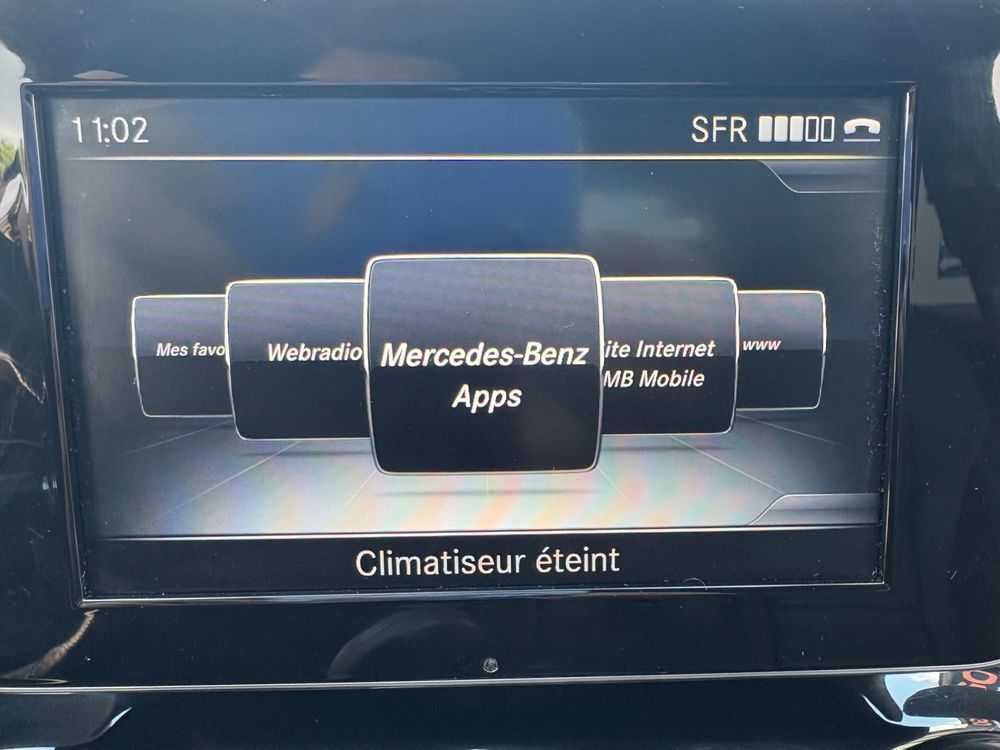 11:02
SFR
Mes favo
Webradio
Mercedes-Benz
Apps
ite Internet
MB Mobile
www
Climatiseur éteint